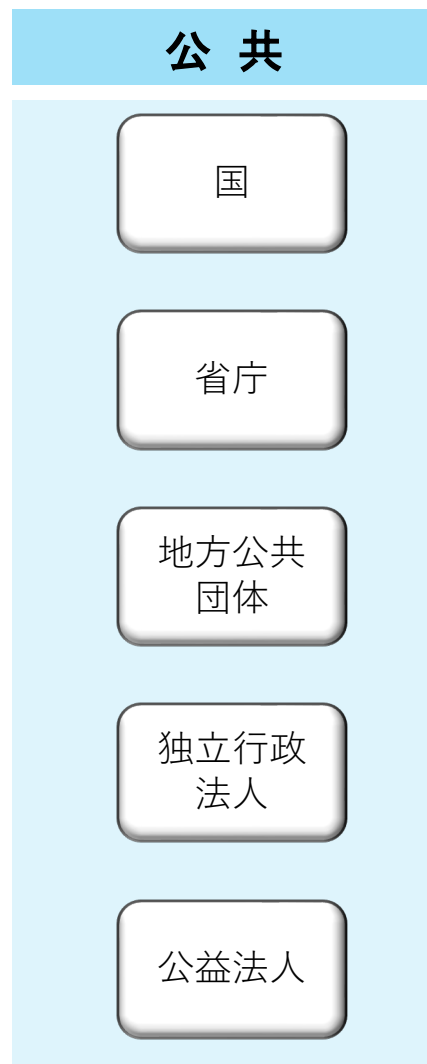 公 共
国
省庁
地方公共
団体
独立行政
法人
公益法人